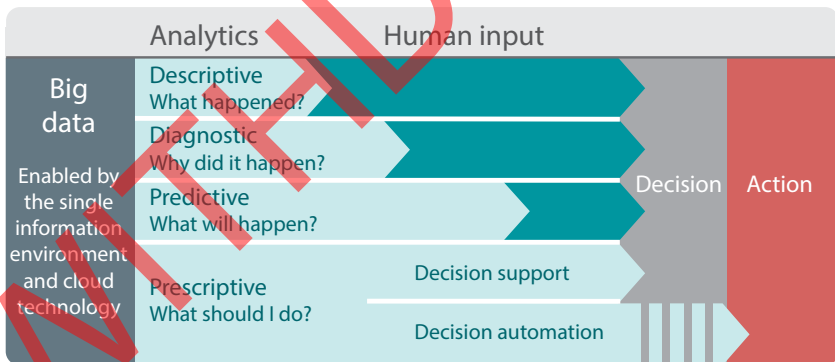 Analytics
Human input
Big
data
Enabled by
the single
information
environment
and cloud
technology
Descriptive
What happened?
Diagnostic
Why did it happen?
Predictive
What will happen?
Prescriptive
What should I do?
Decision support
Decision automation
Decision
Action
WITHD